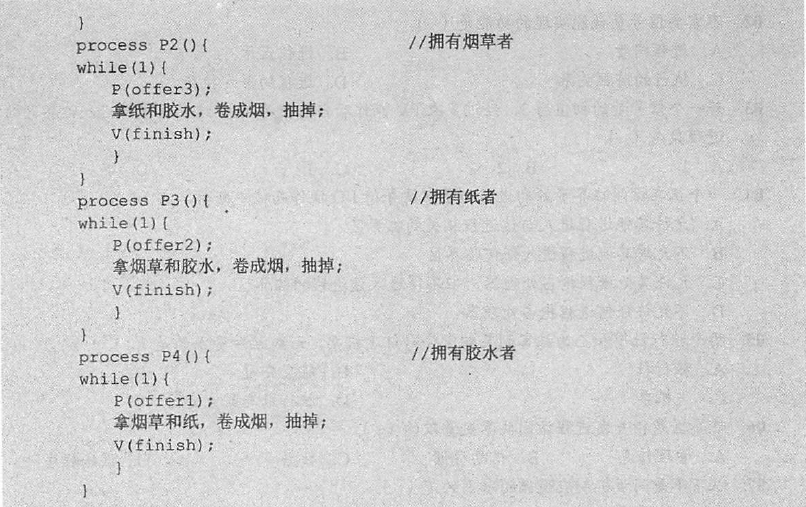 }
process P2(){ //拥有烟草者
while(1){
P(offer3);
拿纸和胶水，卷成烟，抽掉;
V(finish);
}
}
process P3(){ //拥有纸者
while(1){
P(offer2);
拿烟草和胶水，卷成烟，抽掉;
V(finish);
}
}
process P4(){ //拥有胶水者
while(1){
P(offer1);
拿烟草和纸，卷成烟，抽掉;
V(finish);
}
}